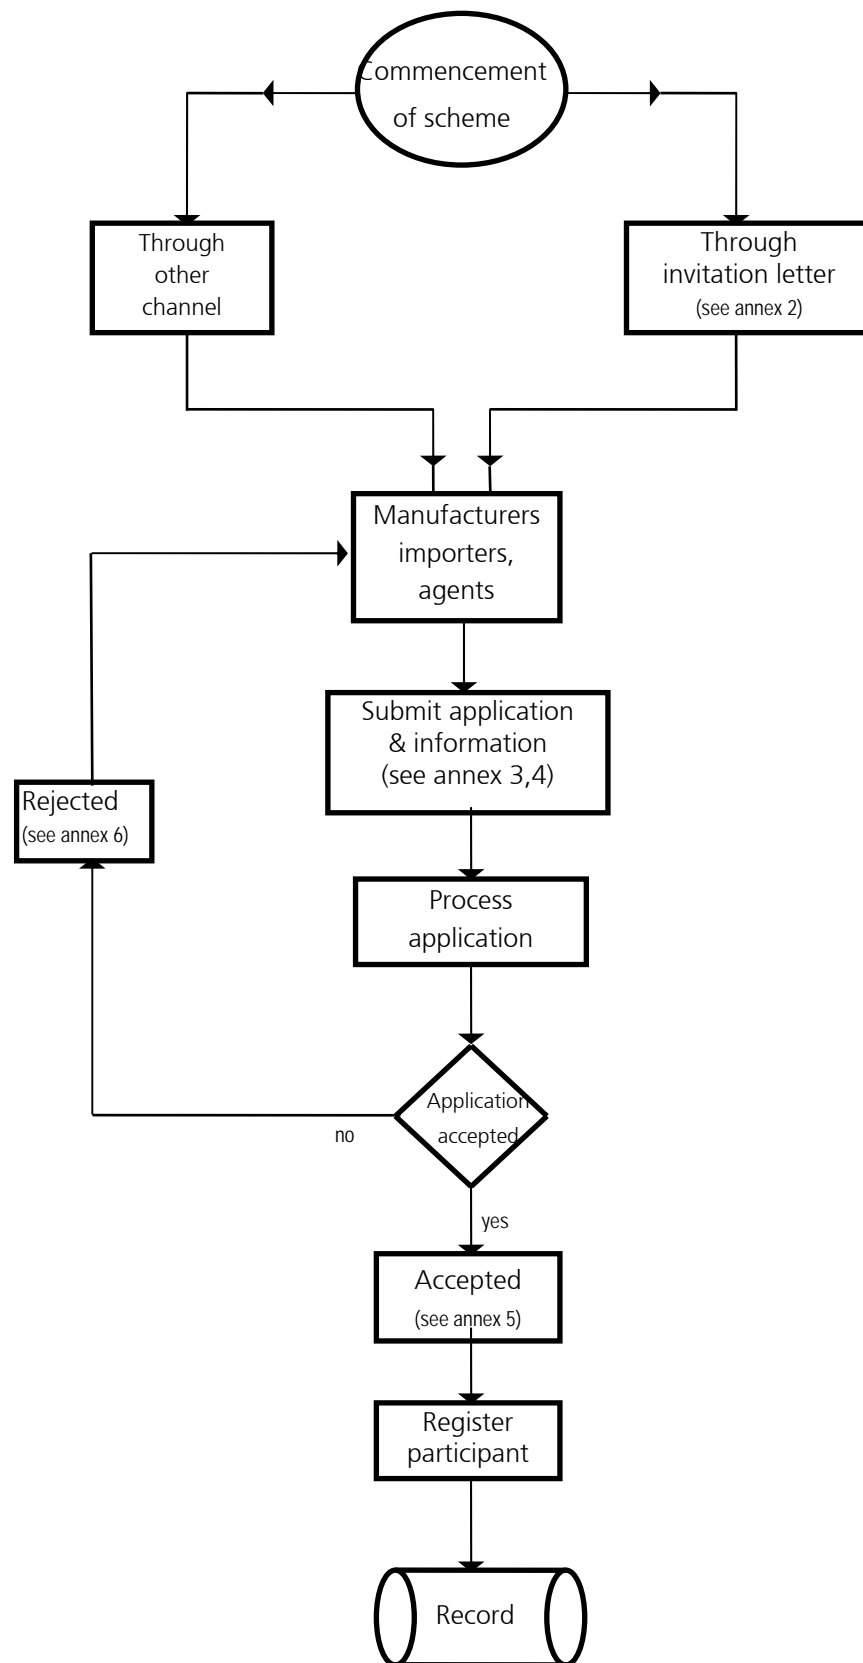 Commencement
of scheme
Through
other
channel
Through
invitation letter
(see annex 2)
Manufacturers
importers,
agents
Submit application
& information
(see annex 3,4)
Rejected
(see annex 6)
Process
application
Application
accepted
no
yes
Accepted
(see annex 5)
Register
participant
Record